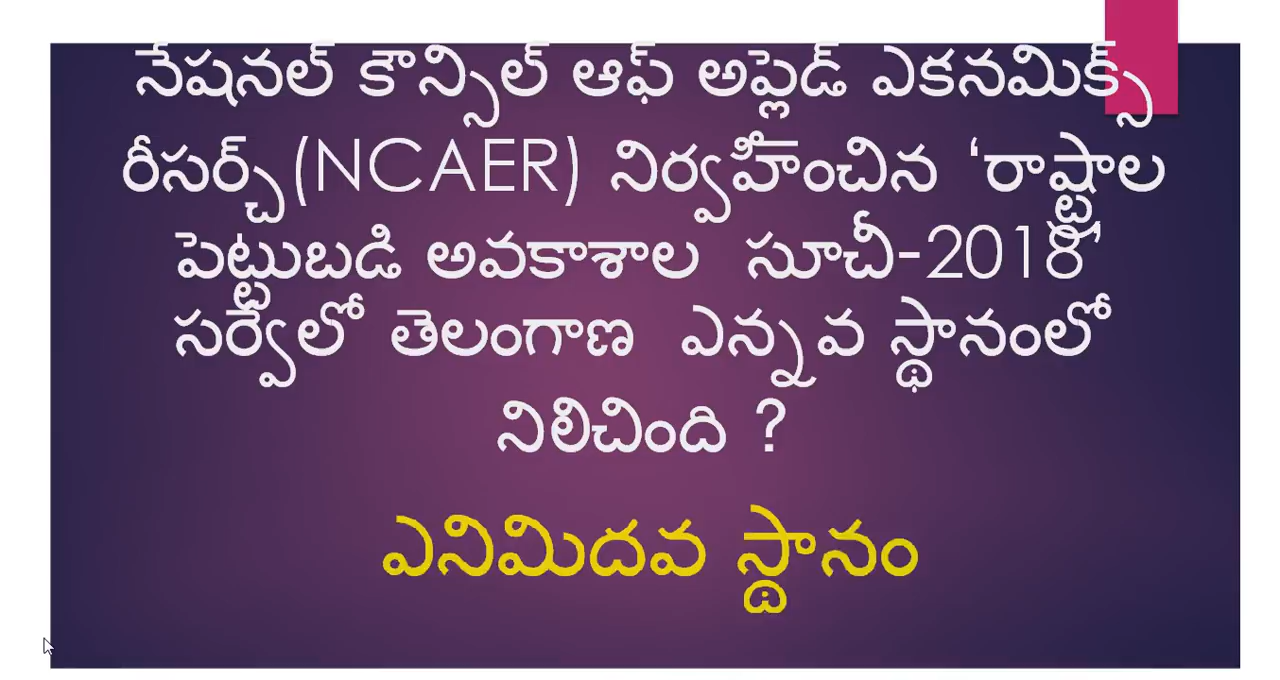 నేషనల్ కౌన్సిల్ ఆఫ్ అప్లైడ్ ఎకనమిక్స్
రీసర్చ్(NCAER) నిర్వహించిన ‘రాష్ట్రాల
పెట్టుబడి అవకాశాల సూచీ-2018’
సర్వేలో తెలంగాణ ఎన్నవ స్థానంలో
నిలిచింది ?
ఎనిమిదవ స్థానం